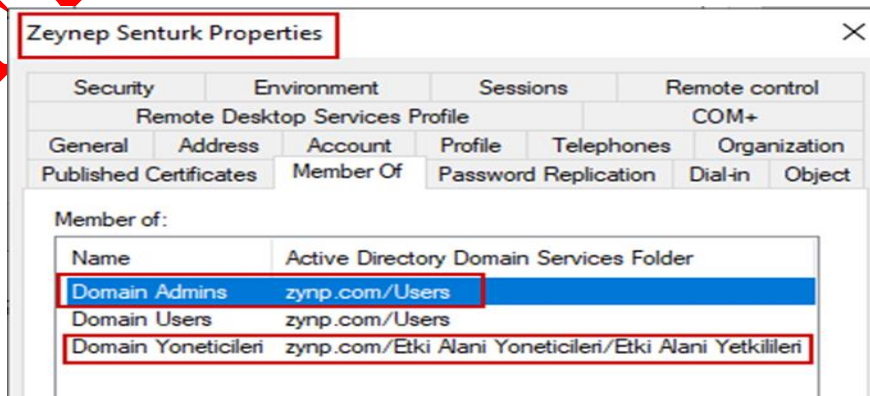 Zeynep Senturk Properties
Security Environment Sessions Remote control
Remote Desktop Services Profile COM+
General Address Account Profile Telephones Organization
Published Certificates Member Of Password Replication Dial-in Object
Member of:
Name Active Directory Domain Services Folder
Domain Admins zynp.com/Users
Domain Users zynp.com/Users
Domain Yoneticileri zynp.com/Etki Alani Yoneticileri/Etki Alani Yetkilileri